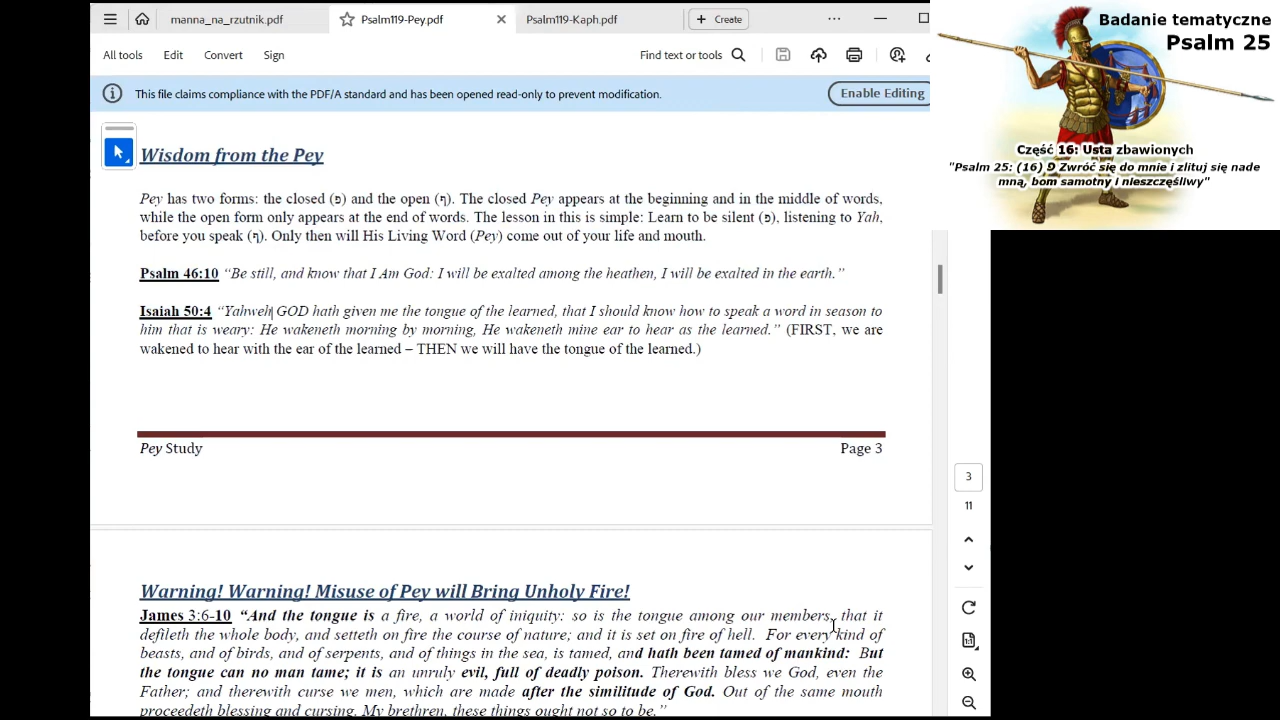 manna_na_rzutnik.pdf
Psalm119-Pey.pdf
Psalm119-Kaph.pdf
+ Create
All tools
Edit
Convert
Sign
Find text or tools
This file claims compliance with the PDF/A standard and has been opened read-only to prevent modification.
Enable Editing
Badanie tematyczne
Psalm 25
Część 16: Usta zbawionych
"Psalm 25: (16) פ Zwróć się do mnie i zlituj się nade
mną, bom samotny i nieszczęśliwy"
Wisdom from the Pey
Pey has two forms: the closed (פ) and the open (ף). The closed Pey appears at the beginning and in the middle of words,
while the open form only appears at the end of words. The lesson in this is simple: Learn to be silent (פ), listening to Yah,
before you speak (ף). Only then will His Living Word (Pey) come out of your life and mouth.
Psalm 46:10 “Be still, and know that I Am God: I will be exalted among the heathen, I will be exalted in the earth.”
Isaiah 50:4 “Yahweh GOD hath given me the tongue of the learned, that I should know how to speak a word in season to
him that is weary: He wakeneth morning by morning, He wakeneth mine ear to hear as the learned.” (FIRST, we are
wakened to hear with the ear of the learned – THEN we will have the tongue of the learned.)
Pey Study
Page 3
3
11
Warning! Warning! Misuse of Pey will Bring Unholy Fire!
James 3:6-10 “And the tongue is a fire, a world of iniquity: so is the tongue among our members, that it
defileth the whole body, and setteth on fire the course of nature; and it is set on fire of hell. For every kind of
beasts, and of birds, and of serpents, and of things in the sea, is tamed, and hath been tamed of mankind: But
the tongue can no man tame; it is an unruly evil, full of deadly poison. Therewith bless we God, even the
Father; and therewith curse we men, which are made after the similitude of God. Out of the same mouth
proceedeth blessing and cursing. My brethren, these things ought not so to be.”